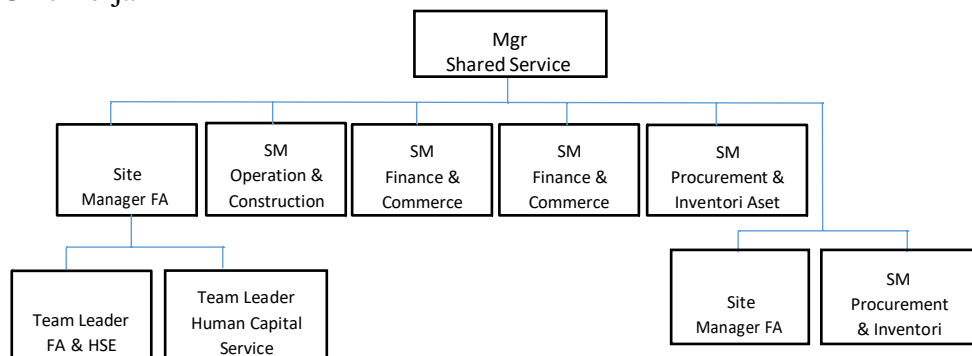 Mgr
Shared Service
Site
Manager FA
SM
Operation &
Construction
SM
Finance &
Commerce
SM
Finance &
Commerce
SM
Procurement &
Inventori Aset
Team Leader
FA & HSE
Team Leader
Human Capital
Service
Site
Manager FA
SM
Procurement
& Inventori